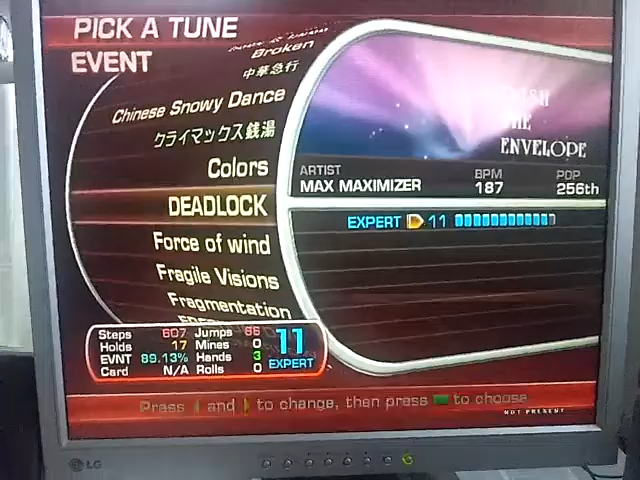 PICK A TUNE
EVENT
Broken
中華急行
Chinese Snowy Dance
クライマックス銭湯
Colors
DEADLOCK
Force of wind
Fragile Visions
Fragmentation
THE
ENVELOPE
ARTIST
MAX MAXIMIZER
BPM
187
POP
256th
EXPERT 11
Steps 607 Jumps 66
Holds 17 Mines 0
EVNT 89.13% Hands 3
Card N/A Rolls 0
11
EXPERT
Press and to change, then press to choose
NOT PRESENT
LG